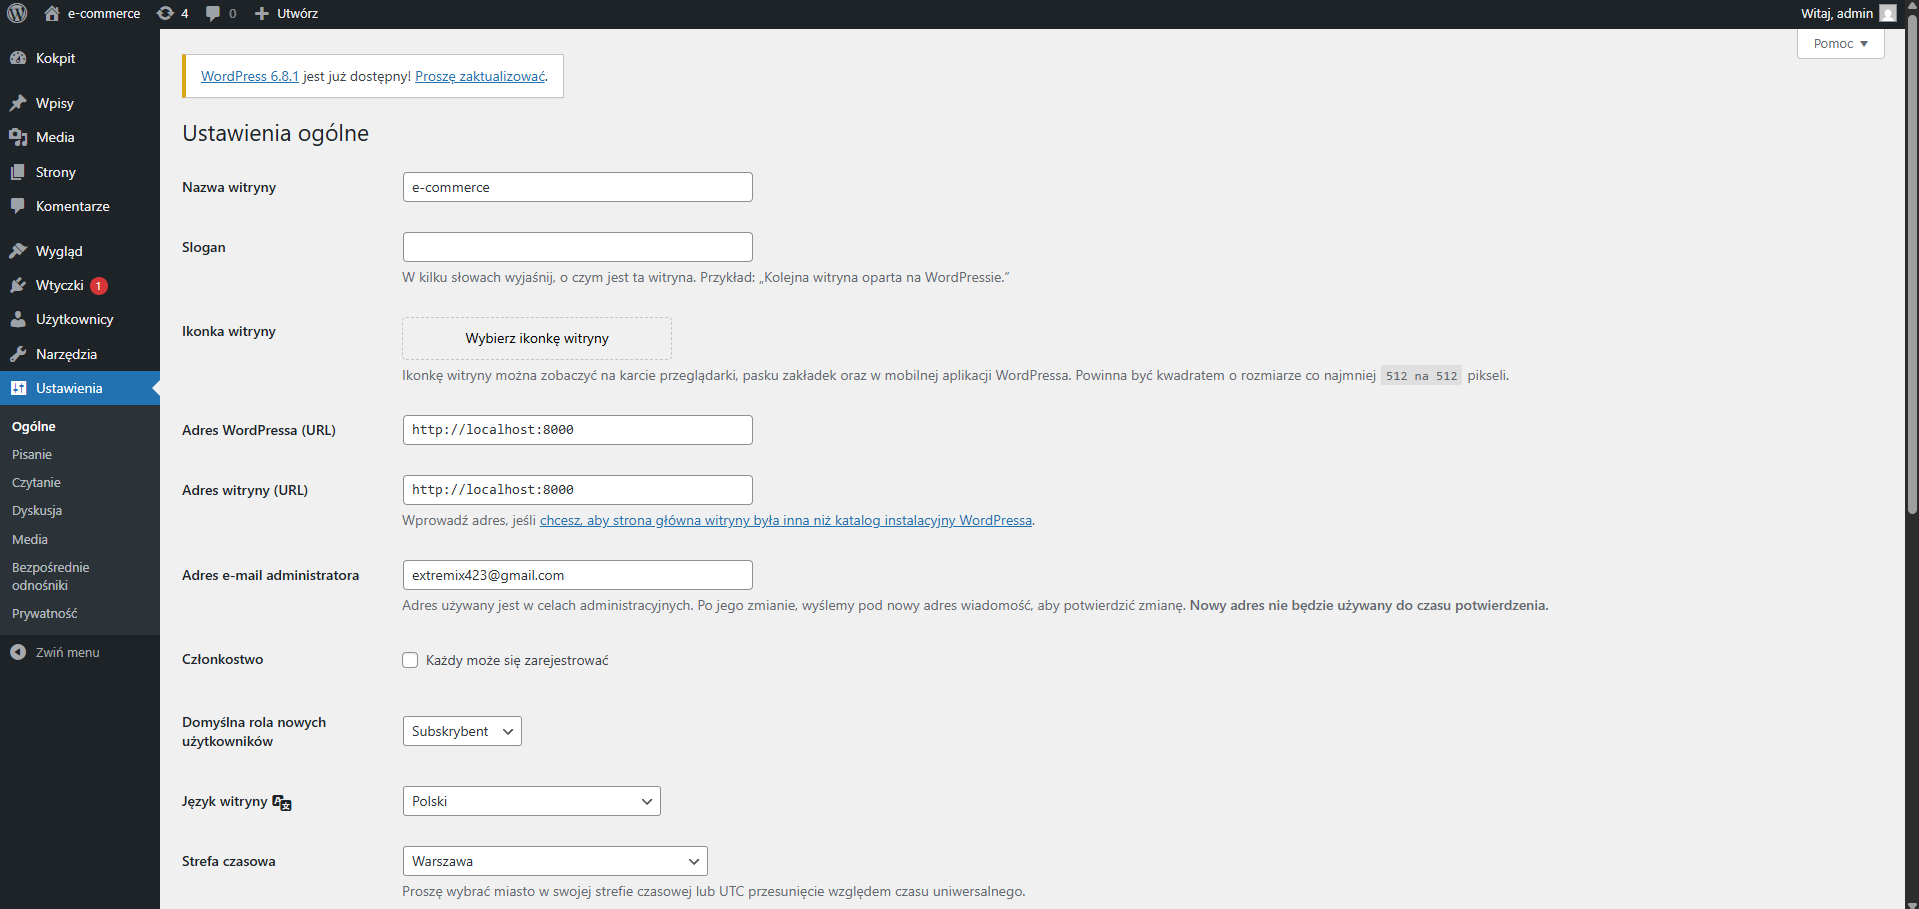 e-commerce 4 0 Utwórz Witaj, admin
Pomoc
Kokpit
Wpisy
Media
Strony
Komentarze
Wygląd
Wtyczki 1
Użytkownicy
Narzędzia
Ustawienia
Ogólne
Pisanie
Czytanie
Dyskusja
Media
Bezpośrednie
odnośniki
Prywatność
Zwiń menu
WordPress 6.8.1 jest już dostępny! Proszę zaktualizować.
Ustawienia ogólne
Nazwa witryny
e-commerce
Slogan
W kilku słowach wyjaśnij, o czym jest ta witryna. Przykład: „Kolejna witryna oparta na WordPressie.”
Ikonka witryny
Wybierz ikonkę witryny
Ikonkę witryny można zobaczyć na karcie przeglądarki, pasku zakładek oraz w mobilnej aplikacji WordPressa. Powinna być kwadratem o rozmiarze co najmniej 512 na 512 pikseli.
Adres WordPressa (URL)
http://localhost:8000
Adres witryny (URL)
http://localhost:8000
Wprowadź adres, jeśli chcesz, aby strona główna witryny była inna niż katalog instalacyjny WordPressa.
Adres e-mail administratora
extremix423@gmail.com
Adres używany jest w celach administracyjnych. Po jego zmianie, wyślemy pod nowy adres wiadomość, aby potwierdzić zmianę. Nowy adres nie będzie używany do czasu potwierdzenia.
Członkostwo
Każdy może się zarejestrować
Domyślna rola nowych
użytkowników
Subskrybent
Język witryny
Polski
Strefa czasowa
Warszawa
Proszę wybrać miasto w swojej strefie czasowej lub UTC przesunięcie względem czasu uniwersalnego.